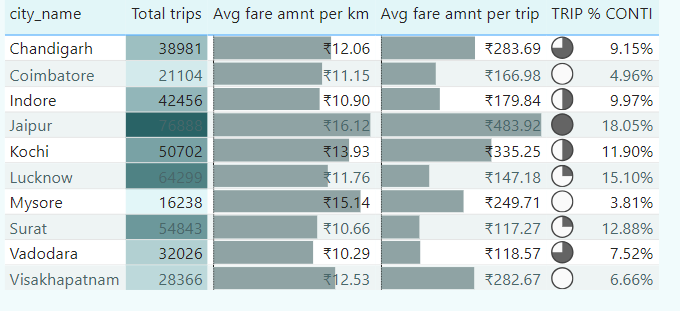 city_name Total trips Avg fare amnt per km Avg fare amnt per trip TRIP % CONTI
Chandigarh 38981 ₹12.06 ₹283.69 9.15%
Coimbatore 21104 ₹11.15 ₹166.98 4.96%
Indore 42456 ₹10.90 ₹179.84 9.97%
Jaipur 76888 ₹16.12 ₹483.92 18.05%
Kochi 50702 ₹13.93 ₹335.25 11.90%
Lucknow 64299 ₹11.76 ₹147.18 15.10%
Mysore 16238 ₹15.14 ₹249.71 3.81%
Surat 54843 ₹10.66 ₹117.27 12.88%
Vadodara 32026 ₹10.29 ₹118.57 7.52%
Visakhapatnam 28366 ₹12.53 ₹282.67 6.66%